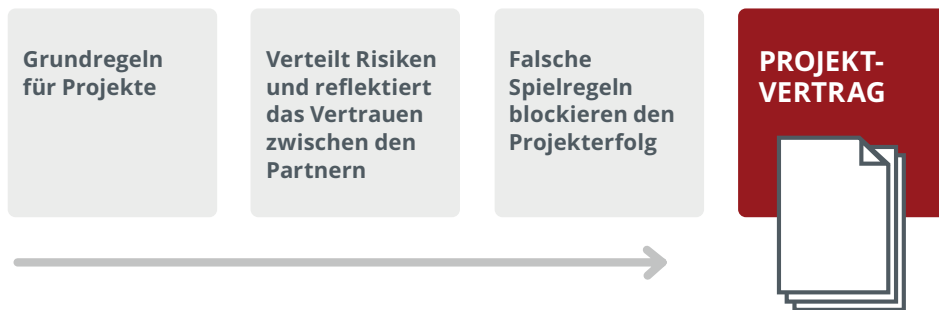 Grundregeln
für Projekte
Verteilt Risiken
und reflektiert
das Vertrauen
zwischen den
Partnern
Falsche
Spielregeln
blockieren den
Projekterfolg
PROJEKT-
VERTRAG